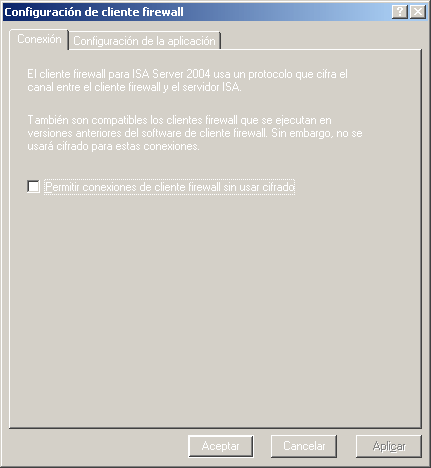 Configuración de cliente firewall
Conexión
Configuración de la aplicación
El cliente firewall para ISA Server 2004 usa un protocolo que cifra el
canal entre el cliente firewall y el servidor ISA.
También son compatibles los clientes firewall que se ejecutan en
versiones anteriores del software de cliente firewall. Sin embargo, no se
usará cifrado para estas conexiones.
Permitir conexiones de cliente firewall sin usar cifrado
Aceptar
Cancelar
Aplicar